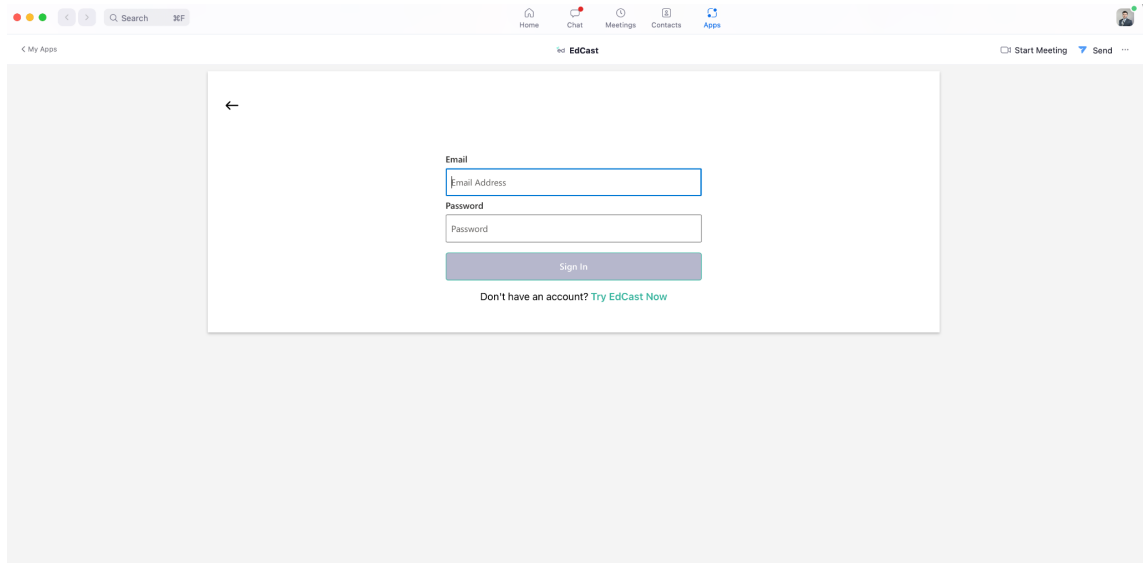 Search ⌘F
Home Chat Meetings Contacts Apps
My Apps
EdCast
Start Meeting Send ...
Email
Email Address
Password
Password
Sign In
Don't have an account? Try EdCast Now